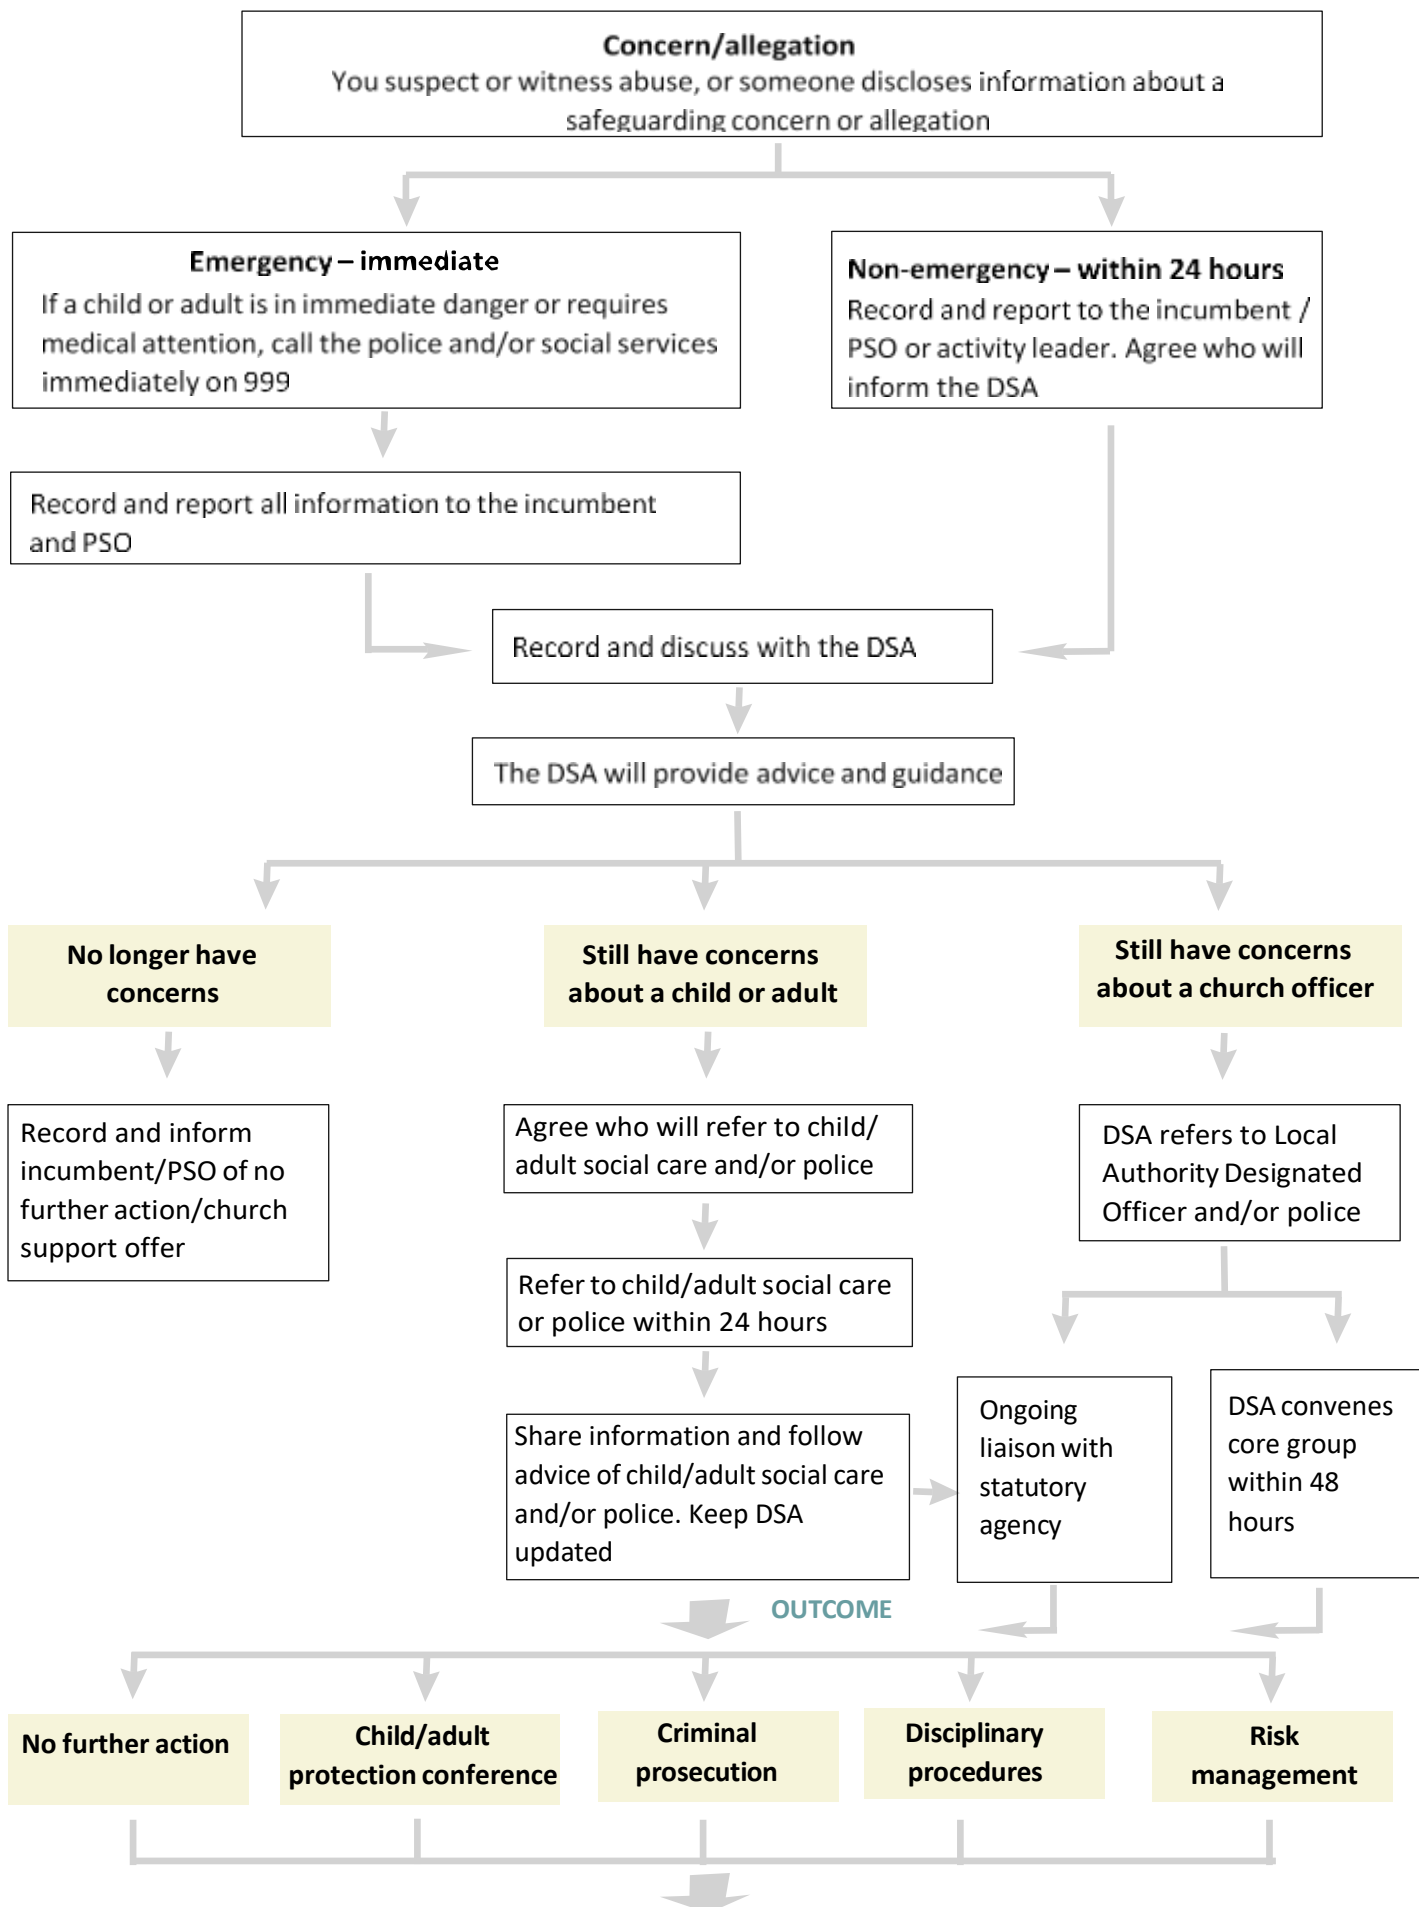 Concern/allegation
You suspect or witness abuse, or someone discloses information about a
safeguarding concern or allegation
Emergency – immediate
If a child or adult is in immediate danger or requires
medical attention, call the police and/or social services
immediately on 999
Non-emergency – within 24 hours
Record and report to the incumbent /
PSO or activity leader. Agree who will
inform the DSA
Record and report all information to the incumbent
and PSO
Record and discuss with the DSA
The DSA will provide advice and guidance
No longer have
concerns
Still have concerns
about a child or adult
Still have concerns
about a church officer
Record and inform
incumbent/PSO of no
further action/church
support offer
Agree who will refer to child/
adult social care and/or police
DSA refers to Local
Authority Designated
Officer and/or police
Refer to child/adult social care
or police within 24 hours
Share information and follow
advice of child/adult social care
and/or police. Keep DSA
updated
Ongoing
liaison with
statutory
agency
DSA convenes
core group
within 48
hours
OUTCOME
No further action
Child/adult
protection conference
Criminal
prosecution
Disciplinary
procedures
Risk
management